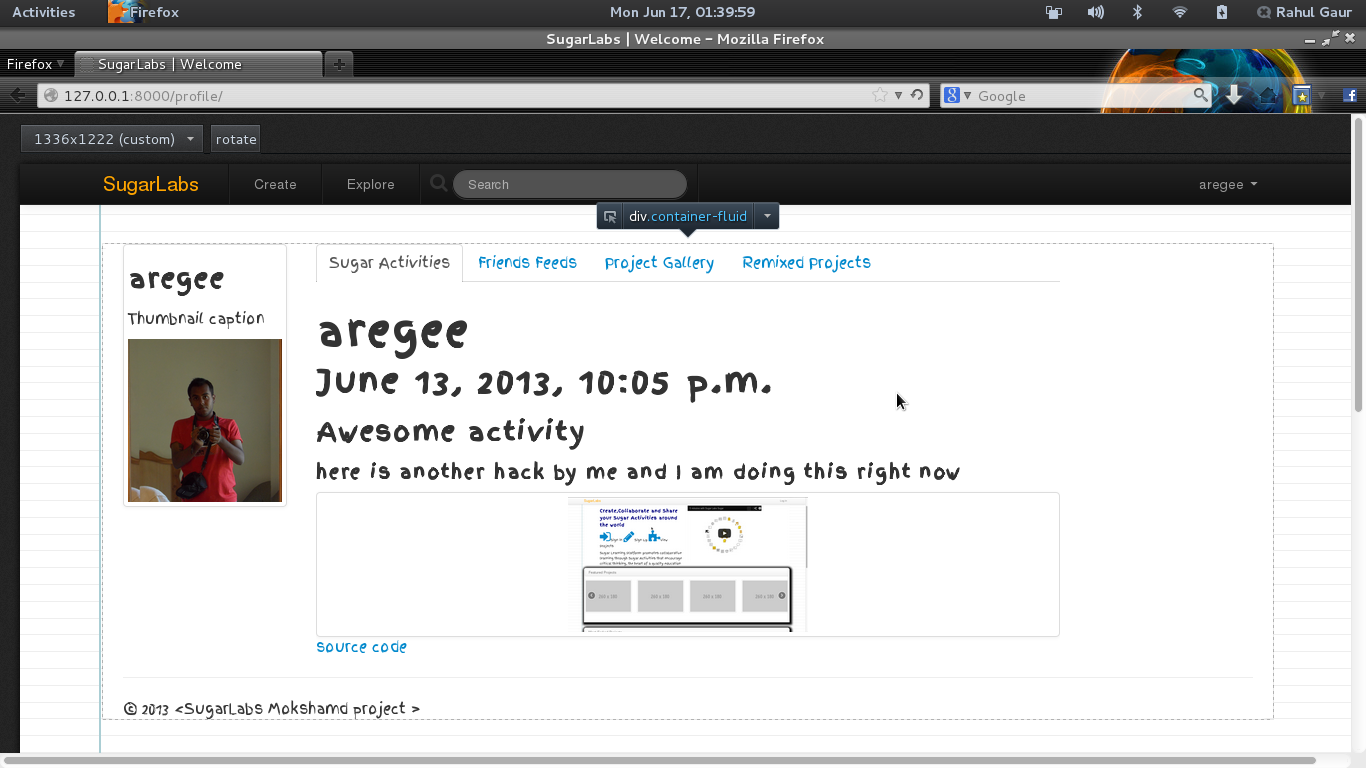 Activities Firefox Mon Jun 17, 01:39:59 Rahul Gaur
SugarLabs | Welcome - Mozilla Firefox
Firefox SugarLabs | Welcome
127.0.0.1:8000/profile/ Google
1336x1222 (custom) rotate
SugarLabs Create Explore Search aregee
div.container-fluid
Sugar Activities Friends Feeds Project Gallery Remixed Projects
aregee
Thumbnail caption
aregee
June 13, 2013, 10:05 p.m.
Awesome activity
here is another hack by me and I am doing this right now
Create,Collaborate and Share
your Sugar Activities around
the world
source code
© 2013 <SugarLabs Mokshamd project >